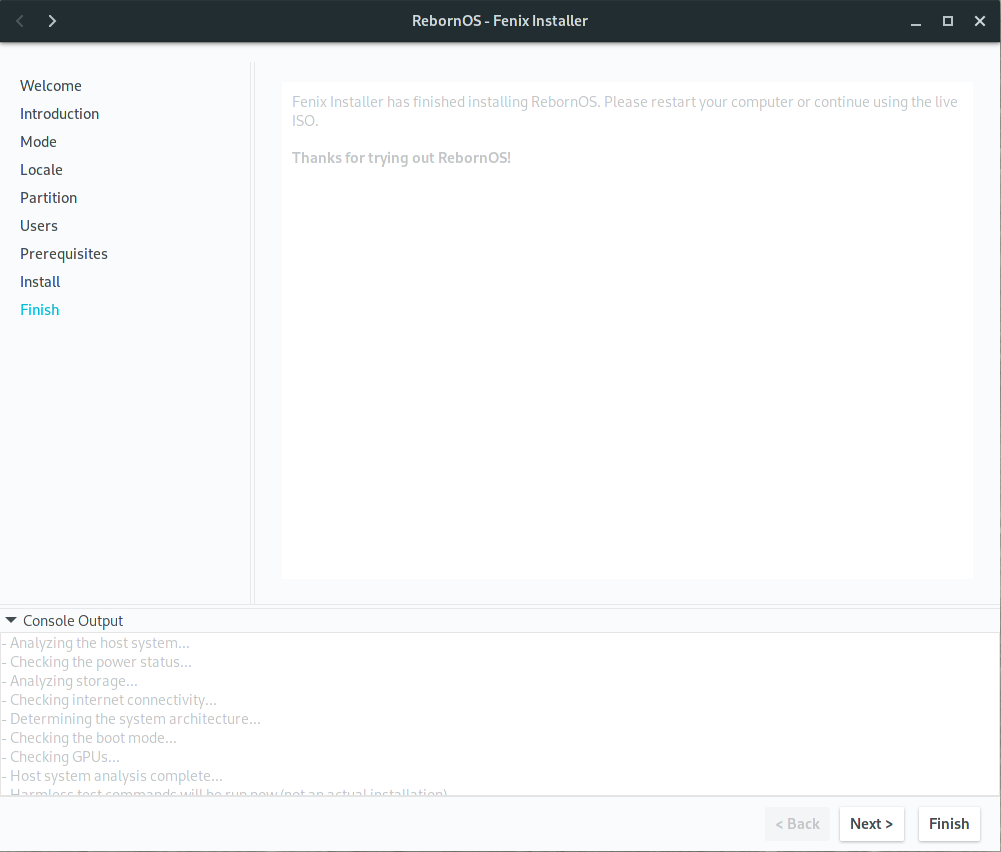 RebornOS - Fenix Installer
Welcome
Introduction
Mode
Locale
Partition
Users
Prerequisites
Install
Finish
Fenix Installer has finished installing RebornOS. Please restart your computer or continue using the live
ISO.
Thanks for trying out RebornOS!
Console Output
- Analyzing the host system...
- Checking the power status...
- Analyzing storage...
- Checking internet connectivity...
- Determining the system architecture...
- Checking the boot mode...
- Checking GPUs...
- Host system analysis complete...
- Harmless test commands will be run now (not an actual installation)
< Back
Next >
Finish